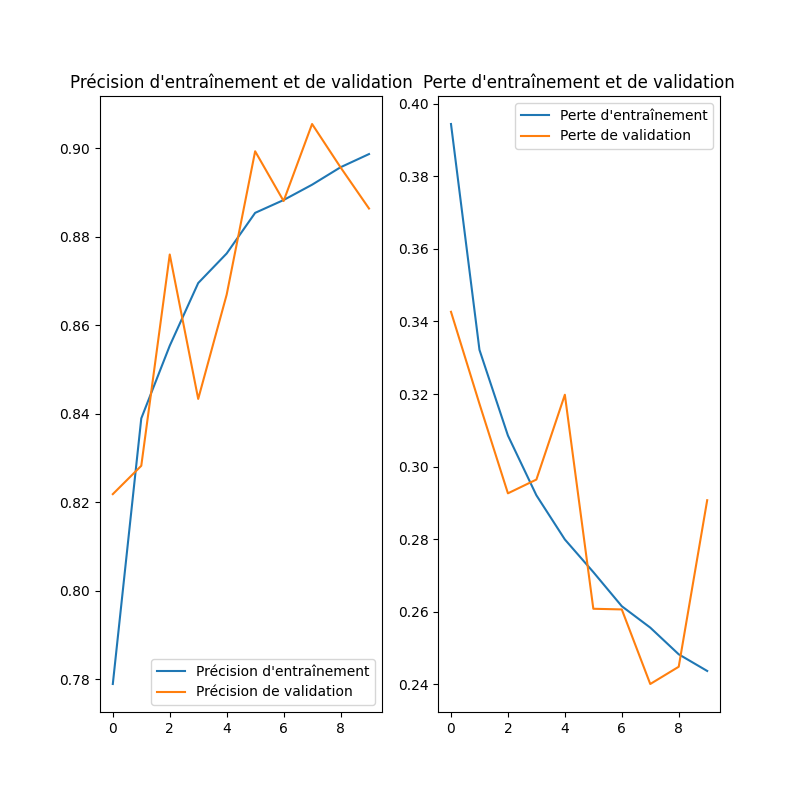 Précision d'entraînement et de validation
0.90
0.88
0.86
0.84
0.82
0.80
0.78
Précision d'entraînement
Précision de validation
0 2 4 6 8
Perte d'entraînement et de validation
0.40
0.38
0.36
0.34
0.32
0.30
0.28
0.26
0.24
Perte d'entraînement
Perte de validation
0 2 4 6 8